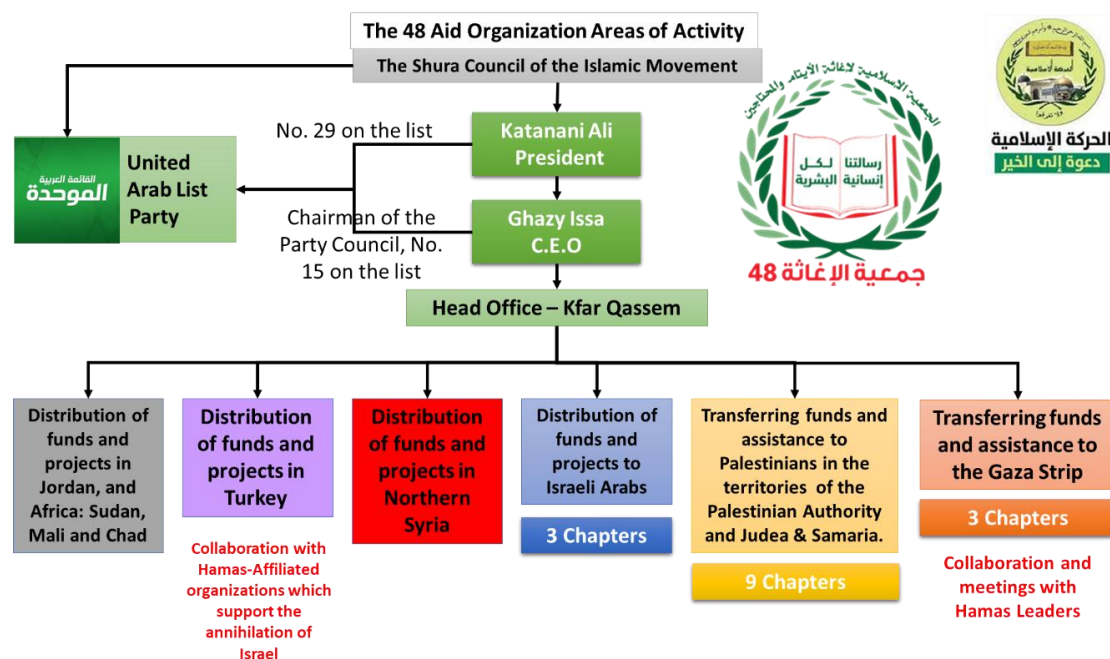 The 48 Aid Organization Areas of Activity
The Shura Council of the Islamic Movement
No. 29 on the list
Katanani Ali
President
القائمة العربية
الموحدة
United
Arab List
Party
Chairman of the
Party Council, No.
15 on the list
Ghazy Issa
C.E.O
Head Office – Kfar Qassem
الجمعية الإسلامية لإغاثة الأيتام والمحتاجين
رسالتنا
إنسانية
لكل
البشرية
جمعية الإغاثة 48
الحركة الإسلامية
الحركة الإسلامية
دعوة إلى الخير
Distribution of
funds and
projects in
Jordan, and
Africa: Sudan,
Mali and Chad
Distribution
of funds and
projects in
Turkey
Collaboration with
Hamas-Affiliated
organizations which
support the
annihilation of
Israel
Distribution
of funds and
projects in
Northern
Syria
Distribution of
funds and
projects to
Israeli Arabs
3 Chapters
Transferring funds and
assistance to
Palestinians in the
territories of the
Palestinian Authority
and Judea & Samaria.
9 Chapters
Transferring funds
and assistance to
the Gaza Strip
3 Chapters
Collaboration and
meetings with
Hamas Leaders